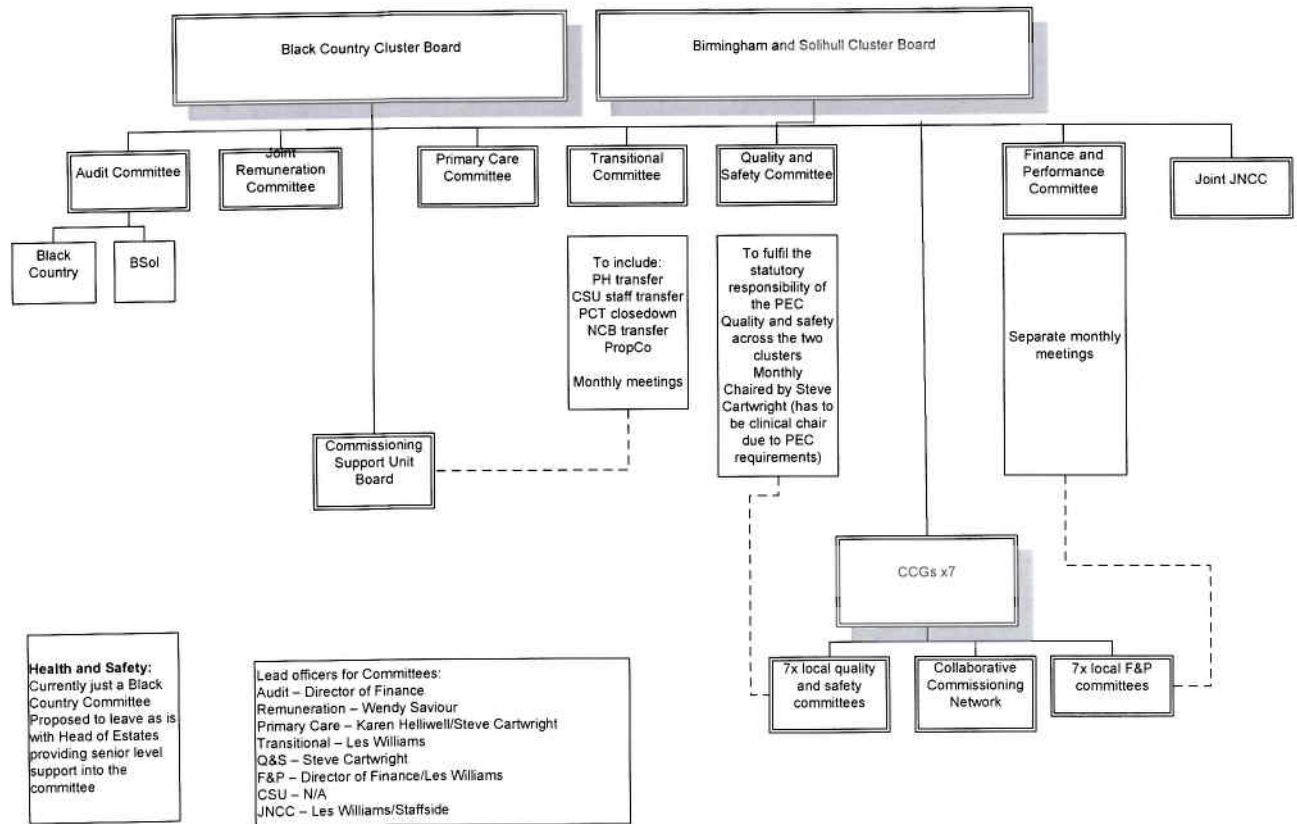 Black Country Cluster Board
Birmingham and Solihull Cluster Board
Audit Committee
Joint
Remuneration
Committee
Primary Care
Committee
Transitional
Committee
Quality and
Safety Committee
Finance and
Performance
Committee
Joint JNCC
Black
Country
BSol
To include:
PH transfer
CSU staff transfer
PCT closedown
NCB transfer
PropCo
Monthly meetings
To fulfil the
statutory
responsibility of
the PEC
Quality and safety
across the two
clusters
Monthly
Chaired by Steve
Cartwright (has to
be clinical chair
due to PEC
requirements)
Separate monthly
meetings
Commissioning
Support Unit
Board
CCGs x7
7x local quality
and safety
committees
Collaborative
Commissioning
Network
7x local F&P
committees
Health and Safety:
Currently just a Black
Country Committee
Proposed to leave as is
with Head of Estates
providing senior level
support into the
committee
Lead officers for Committees:
Audit – Director of Finance
Remuneration – Wendy Saviour
Primary Care – Karen Helliwell/Steve Cartwright
Transitional – Les Williams
Q&S – Steve Cartwright
F&P – Director of Finance/Les Williams
CSU – N/A
JNCC – Les Williams/Staffside